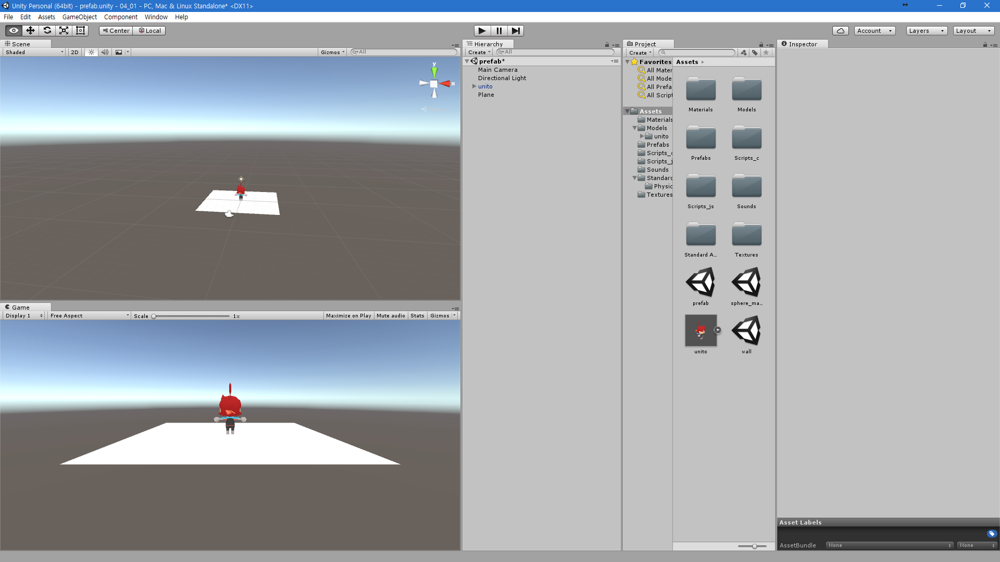 Unity Personal (64bit) - prefab.unity - 04_01 - PC, Mac & Linux Standalone* <DX11>
File Edit Assets GameObject Component Window Help
Center Local
Account Layers Layout
Scene
Shaded 2D Gizmos All
y
x
Game
Display 1 Free Aspect Scale 1x Maximize on Play Mute audio Stats Gizmos
Hierarchy
Create All
prefab*
Main Camera
Directional Light
unito
Plane
Project
Create
Favorites
All Mater
All Mode
All Prefa
All Script
Assets
Materials
Models
unito
Prefabs
Scripts_c
Scripts_j
Sounds
Standard
Physic
Textures
Assets
Materials Models
Prefabs Scripts_c
Scripts_js Sounds
Standard A... Textures
prefab sphere_ma...
unito wall
Inspector
Asset Labels
AssetBundle None None